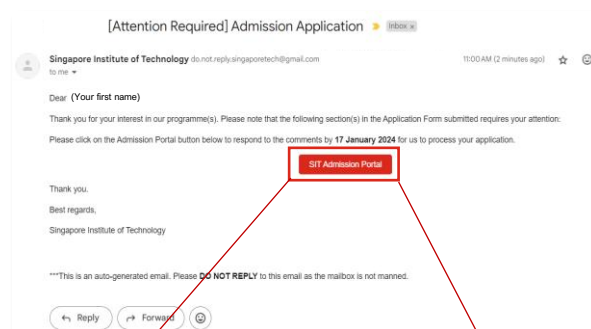 [Attention Required] Admission Application Inbox x
Singapore Institute of Technology do.not.reply.singaporetech@gmail.com 11:00 AM (2 minutes ago)
to me
Dear (Your first name)
Thank you for your interest in our programme(s). Please note that the following section(s) in the Application Form submitted requires your attention:
Please click on the Admission Portal button below to respond to the comments by 17 January 2024 for us to process your application.
SIT Admission Portal
Thank you.
Best regards,
Singapore Institute of Technology
***This is an auto-generated email. Please DO NOT REPLY to this email as the mailbox is not manned.
Reply Forward